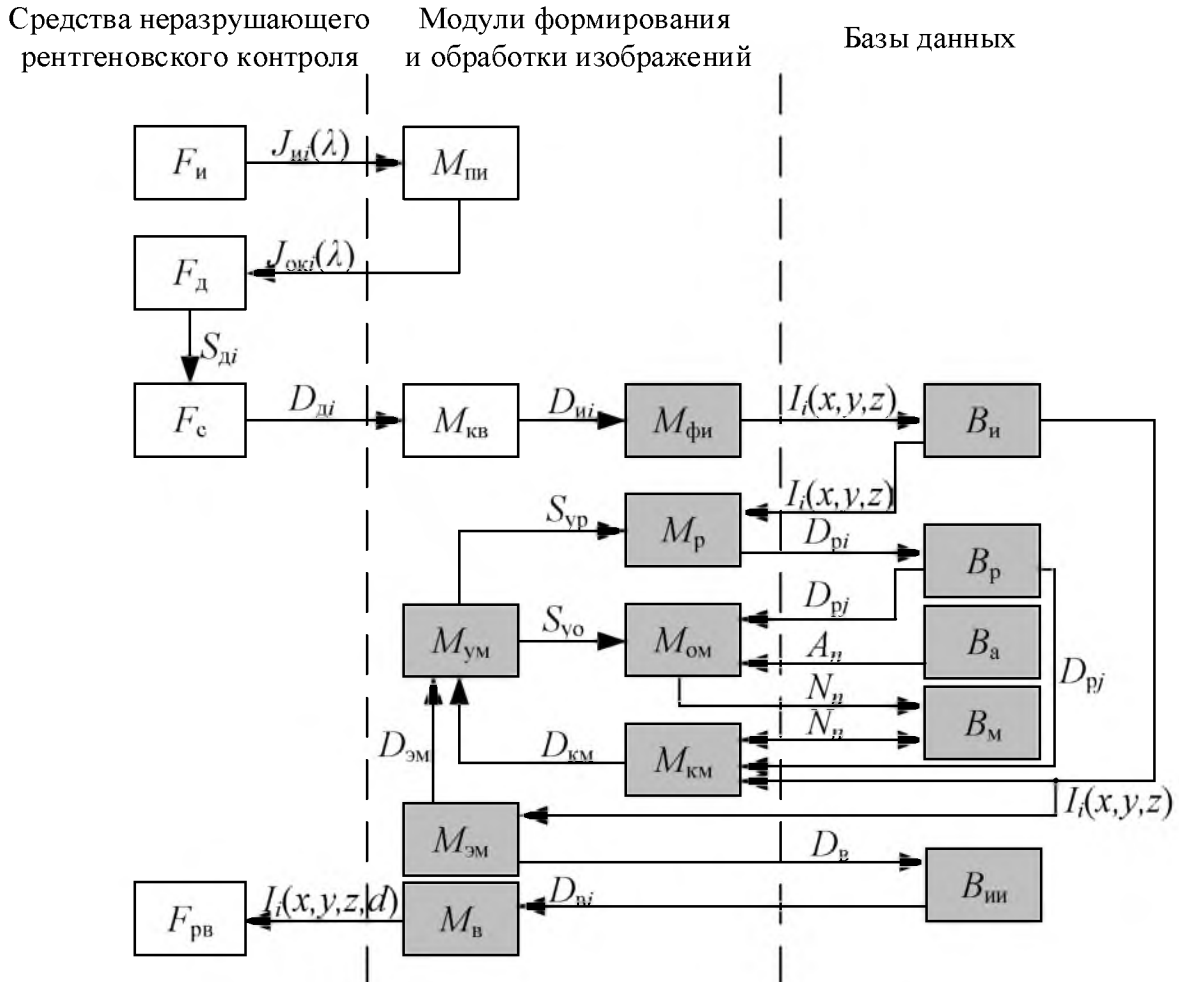 Средства неразрушающего
рентгеновского контроля
Модули формирования
и обработки изображений
Базы данных
Fи
Jиi(λ)
Mпи
Fд
Jокi(λ)
Sдi
Fс
Dдi
Mкв
Dиi
Mфи
Ii(x,y,z)
Bи
Ii(x,y,z)
Sур
Mр
Dрi
Bр
Dрj
Mум
Sуо
Mом
An
Bа
Dрj
Nn
Bм
Nn
Dэм
Dкм
Mкм
Ii(x,y,z)
Mэм
Dв
Bии
Fрв
Ii(x,y,z,d)
Mв
Dвi